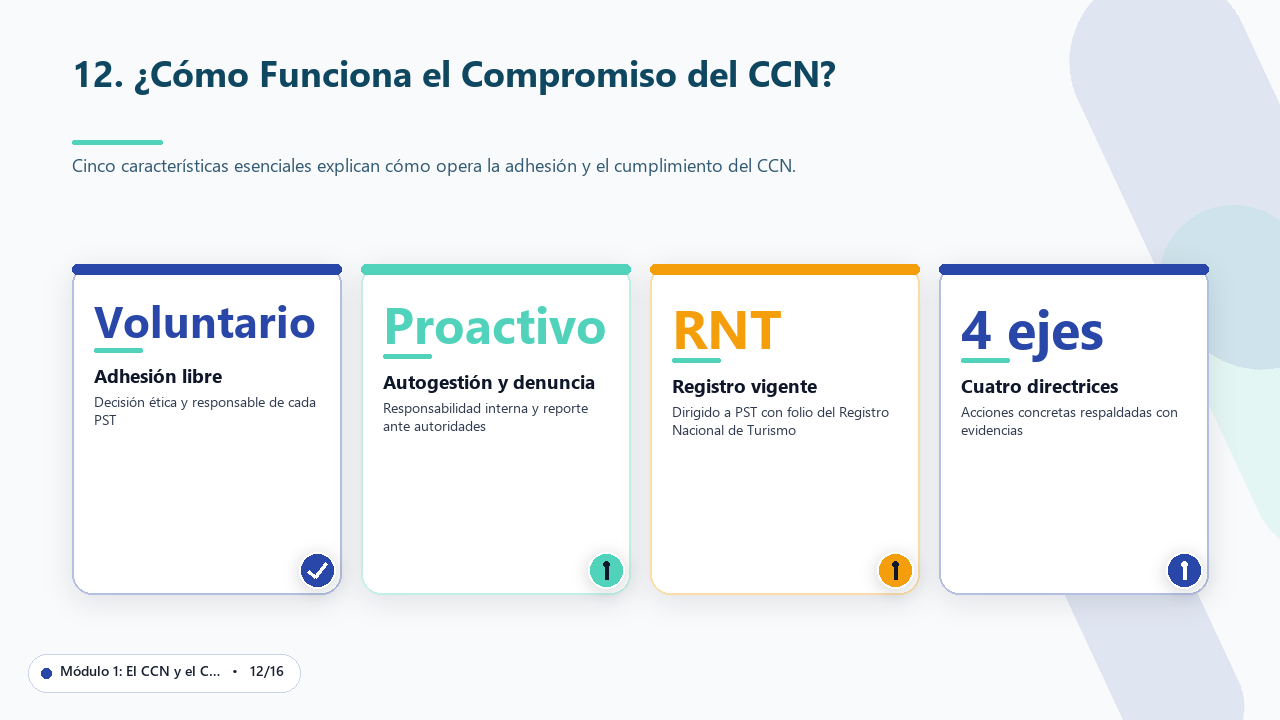 12. ¿Cómo Funciona el Compromiso del CCN?
Cinco características esenciales explican cómo opera la adhesión y el cumplimiento del CCN.
Voluntario
Adhesión libre
Decisión ética y responsable de cada
PST
Proactivo
Autogestión y denuncia
Responsabilidad interna y reporte
ante autoridades
RNT
Registro vigente
Dirigido a PST con folio del Registro
Nacional de Turismo
4 ejes
Cuatro directrices
Acciones concretas respaldadas con
evidencias
Módulo 1: El CCN y el C... • 12/16